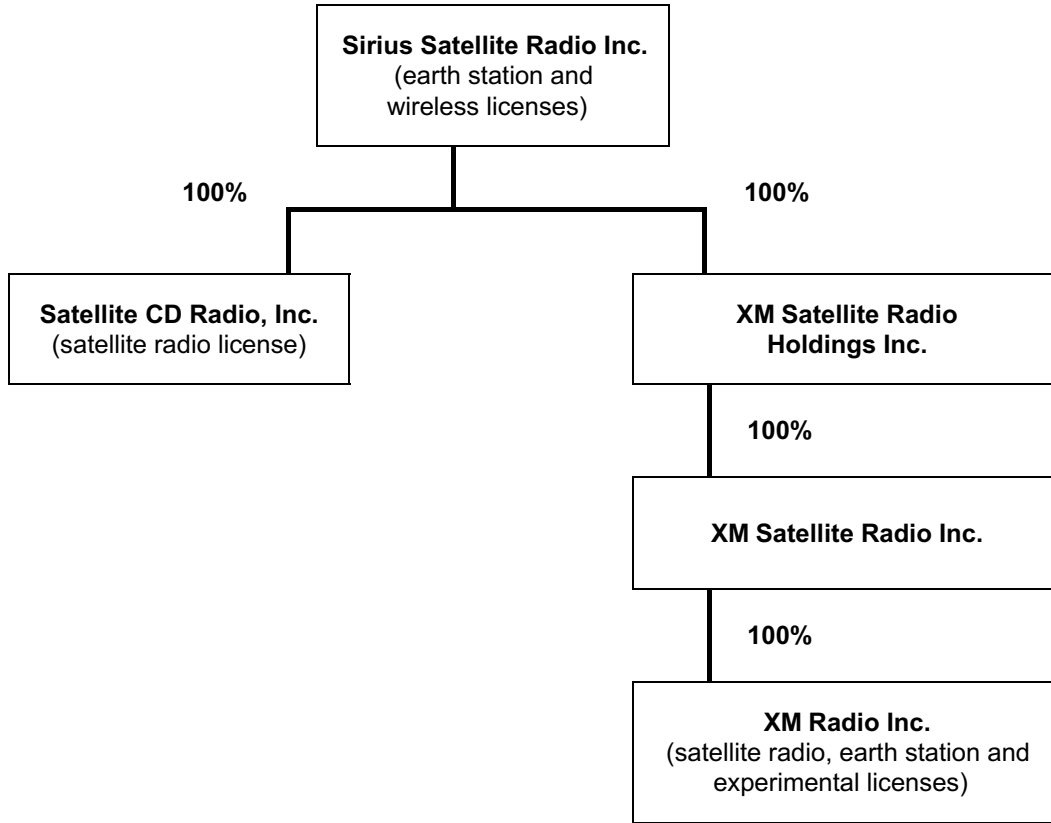 Sirius Satellite Radio Inc.
(earth station and
wireless licenses)
100%
100%
Satellite CD Radio, Inc.
(satellite radio license)
XM Satellite Radio
Holdings Inc.
100%
XM Satellite Radio Inc.
100%
XM Radio Inc.
(satellite radio, earth station and
experimental licenses)